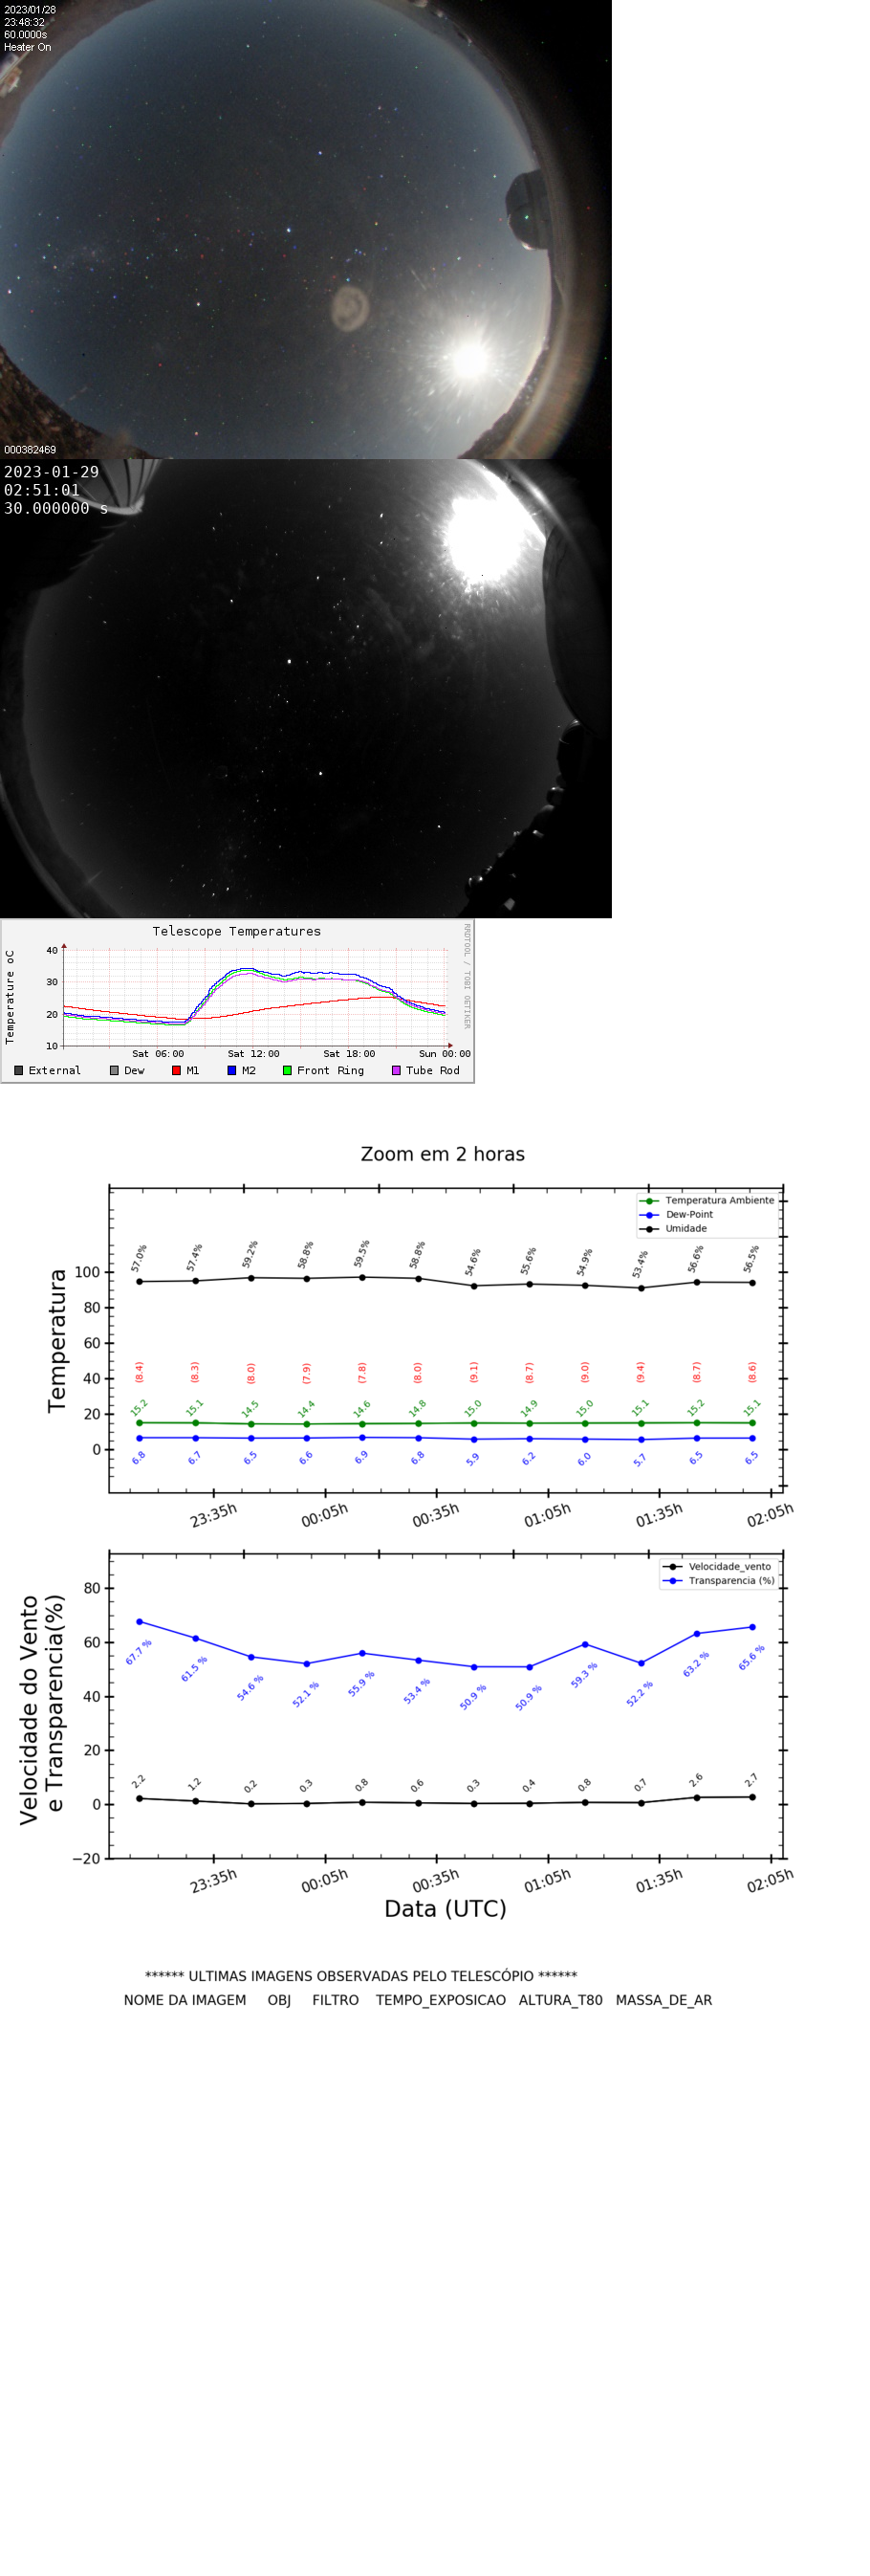 2023/01/28
23:48:32
60.0000s
Heater On
000382469
2023-01-29
02:51:01
30.000000 s
Telescope Temperatures
RRDTOOL / TOBI OETIKER
Temperature oC
40
30
20
10
Sat 06:00 Sat 12:00 Sat 18:00 Sun 00:00
External Dew M1 M2 Front Ring Tube Rod
Zoom em 2 horas
Temperatura Ambiente
Dew-Point
Umidade
Temperatura
100
80
60
40
20
0
57.0% 57.4% 59.2% 58.8% 59.5% 58.8% 54.6% 55.6% 54.9% 53.4% 56.6% 56.5%
(8.4) (8.3) (8.0) (7.9) (7.8) (8.0) (9.1) (8.7) (9.0) (9.4) (8.7) (8.6)
15.2 15.1 14.5 14.4 14.6 14.8 15.0 14.9 15.0 15.1 15.2 15.1
6.8 6.7 6.5 6.6 6.9 6.8 5.9 6.2 6.0 5.7 6.5 6.5
23:35h 00:05h 00:35h 01:05h 01:35h 02:05h
Velocidade_vento
Transparencia (%)
Velocidade do Vento
e Transparencia(%)
80
60
40
20
0
−20
67.7 % 61.5 % 54.6 % 52.1 % 55.9 % 53.4 % 50.9 % 50.9 % 59.3 % 52.2 % 63.2 % 65.6 %
2.2 1.2 0.2 0.3 0.8 0.6 0.3 0.4 0.8 0.7 2.6 2.7
23:35h 00:05h 00:35h 01:05h 01:35h 02:05h
Data (UTC)
****** ULTIMAS IMAGENS OBSERVADAS PELO TELESCÓPIO ******
NOME DA IMAGEM OBJ FILTRO TEMPO_EXPOSICAO ALTURA_T80 MASSA_DE_AR